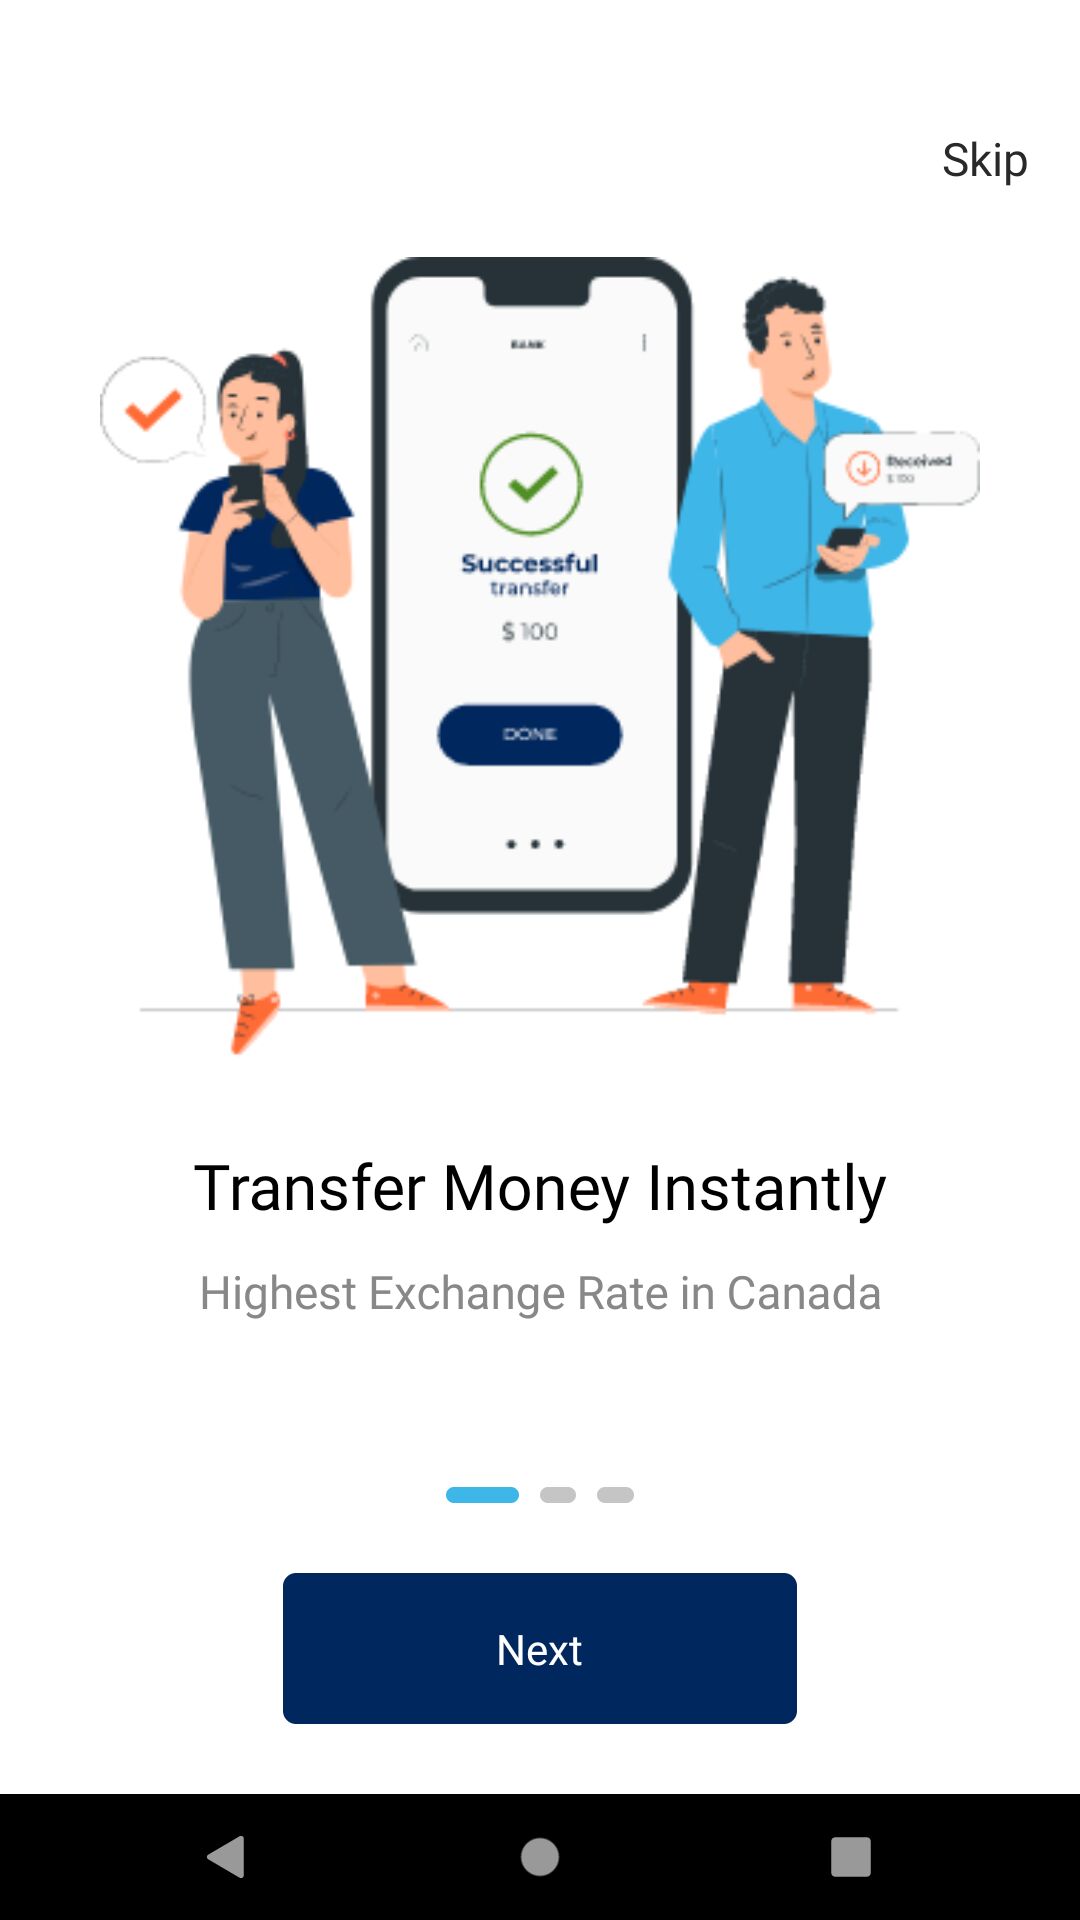 Skip
BANK
Received
$ 100
Successful
transfer
$ 100
DONE
Transfer Money Instantly
Highest Exchange Rate in Canada
Next